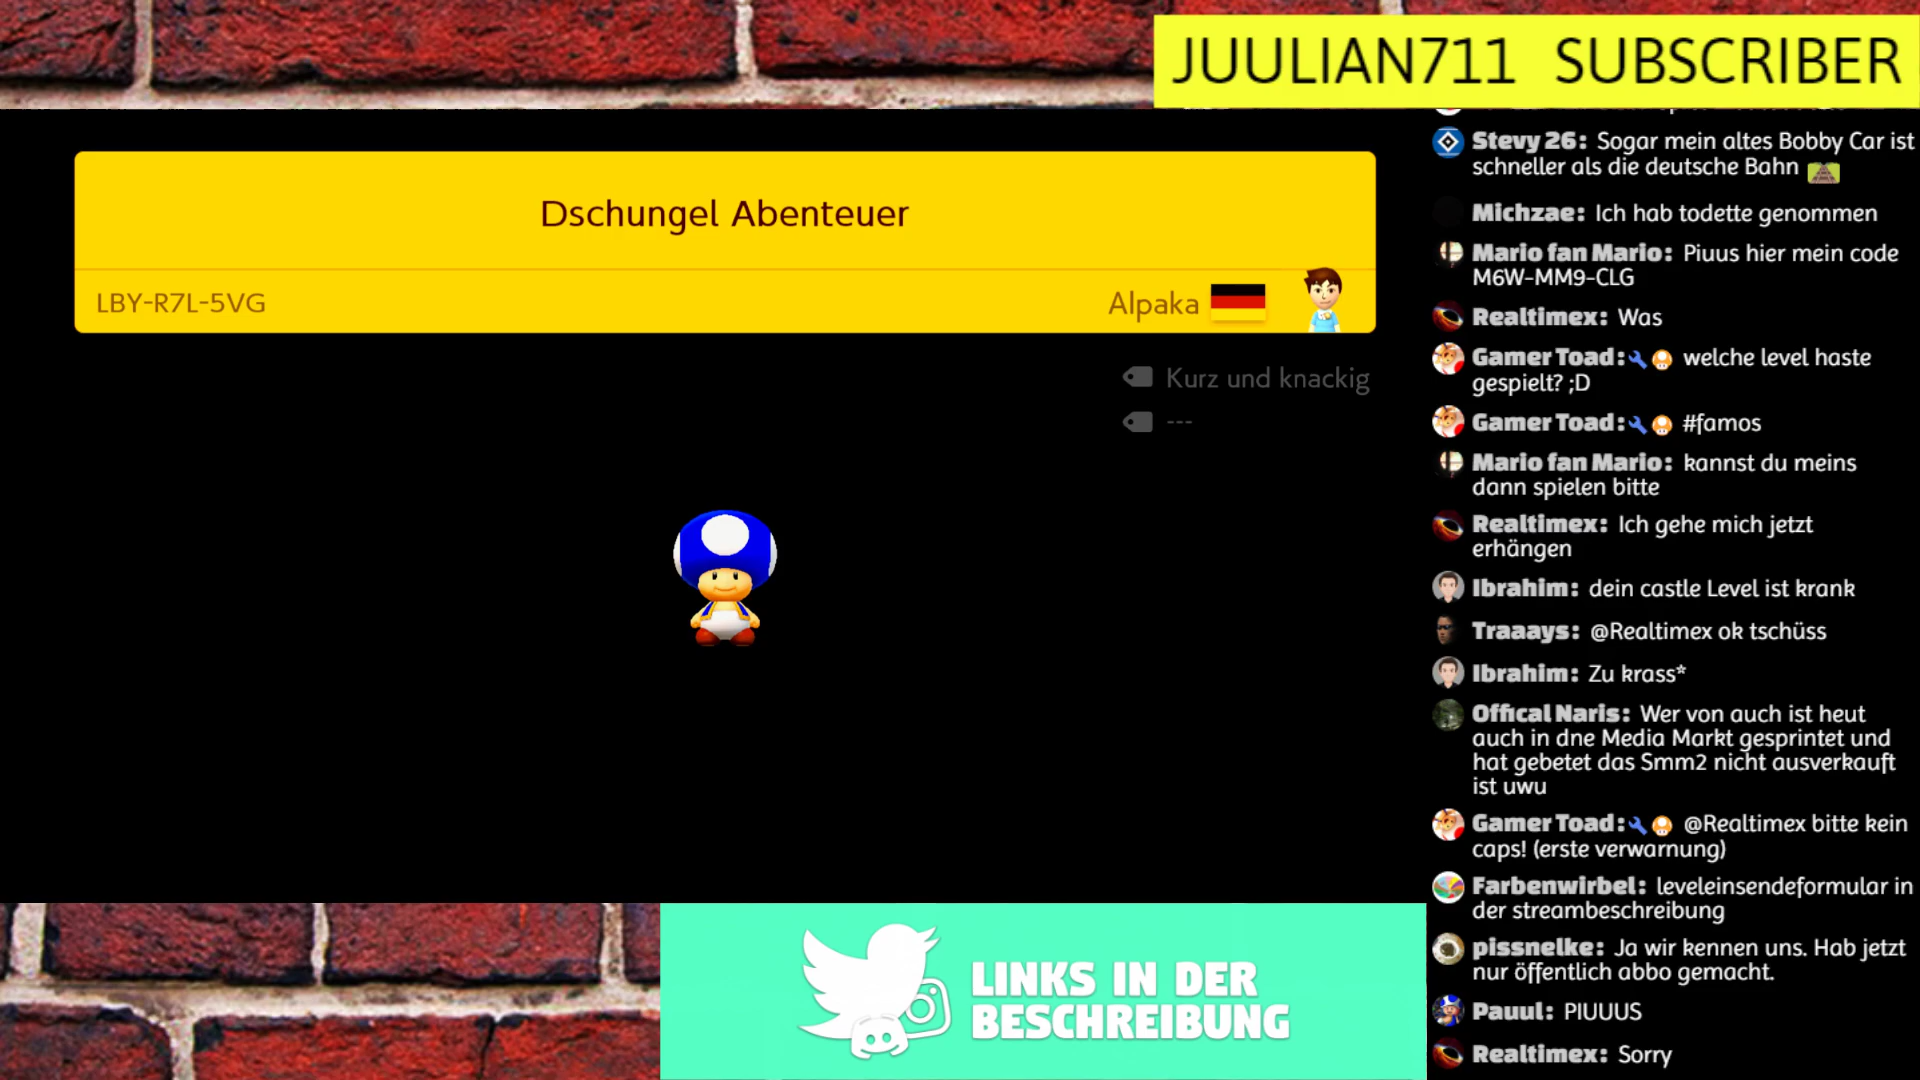 JUULIAN711 SUBSCRIBER
Dschungel Abenteuer
LBY-R7L-5VG
Alpaka
Kurz und knackig
---
Stevy 26: Sogar mein altes Bobby Car ist
schneller als die deutsche Bahn
Michzae: Ich hab todette genommen
Mario fan Mario: Piuus hier mein code
M6W-MM9-CLG
Realtimex: Was
Gamer Toad: welche level haste
gespielt? ;D
Gamer Toad: #famos
Mario fan Mario: kannst du meins
dann spielen bitte
Realtimex: Ich gehe mich jetzt
erhängen
Ibrahim: dein castle Level ist krank
Traaays: @Realtimex ok tschüss
Ibrahim: Zu krass*
Offical Naris: Wer von auch ist heut
auch in dne Media Markt gesprintet und
hat gebetet das Smm2 nicht ausverkauft
ist uwu
Gamer Toad: @Realtimex bitte kein
caps! (erste verwarnung)
Farbenwirbel: leveleinsendeformular in
der streambeschreibung
pissnelke: Ja wir kennen uns. Hab jetzt
nur öffentlich abbo gemacht.
Pauul: PIUUUS
Realtimex: Sorry
LINKS IN DER
BESCHREIBUNG